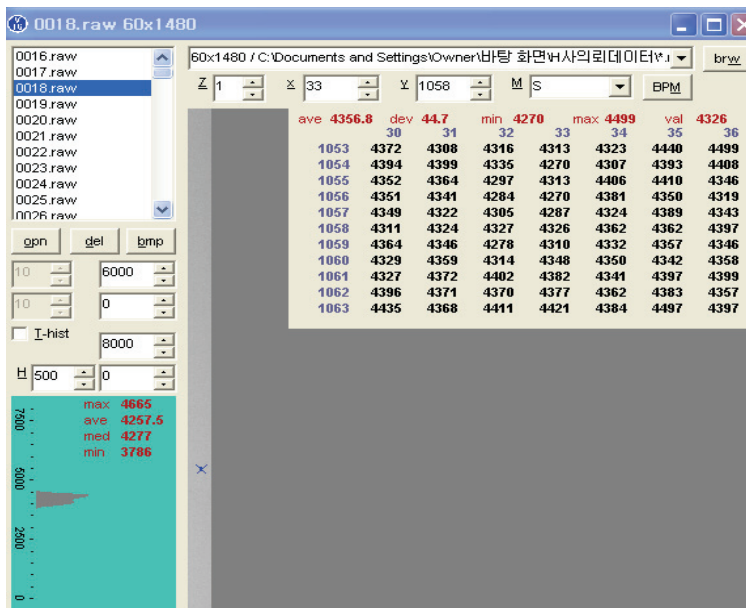 0018.raw 60x1480
0016.raw
0017.raw
0018.raw
0019.raw
0020.raw
0021.raw
0022.raw
0023.raw
0024.raw
0025.raw
0026.raw
60x1480 / C:\Documents and Settings\Owner\바탕 화면\H사의뢰데이터\*.r
brw
Z 1 X 33 Y 1058 M S BPM
ave 4356.8 dev 44.7 min 4270 max 4499 val 4326
30 31 32 33 34 35 36
1053 4372 4308 4316 4313 4323 4440 4499
1054 4394 4399 4335 4270 4307 4393 4408
1055 4352 4364 4297 4313 4406 4410 4346
1056 4351 4341 4284 4270 4381 4350 4319
1057 4349 4322 4305 4287 4324 4389 4343
1058 4311 4324 4327 4326 4362 4362 4397
1059 4364 4346 4278 4310 4332 4357 4346
1060 4329 4359 4314 4348 4350 4342 4358
1061 4327 4372 4402 4382 4341 4397 4399
1062 4396 4371 4370 4377 4362 4383 4357
1063 4435 4368 4411 4421 4384 4497 4397
opn del bmp
10 6000
10 0
T-hist
8000
H 500 0
max 4665
ave 4257.5
med 4277
min 3786
7500
5000
2500
0